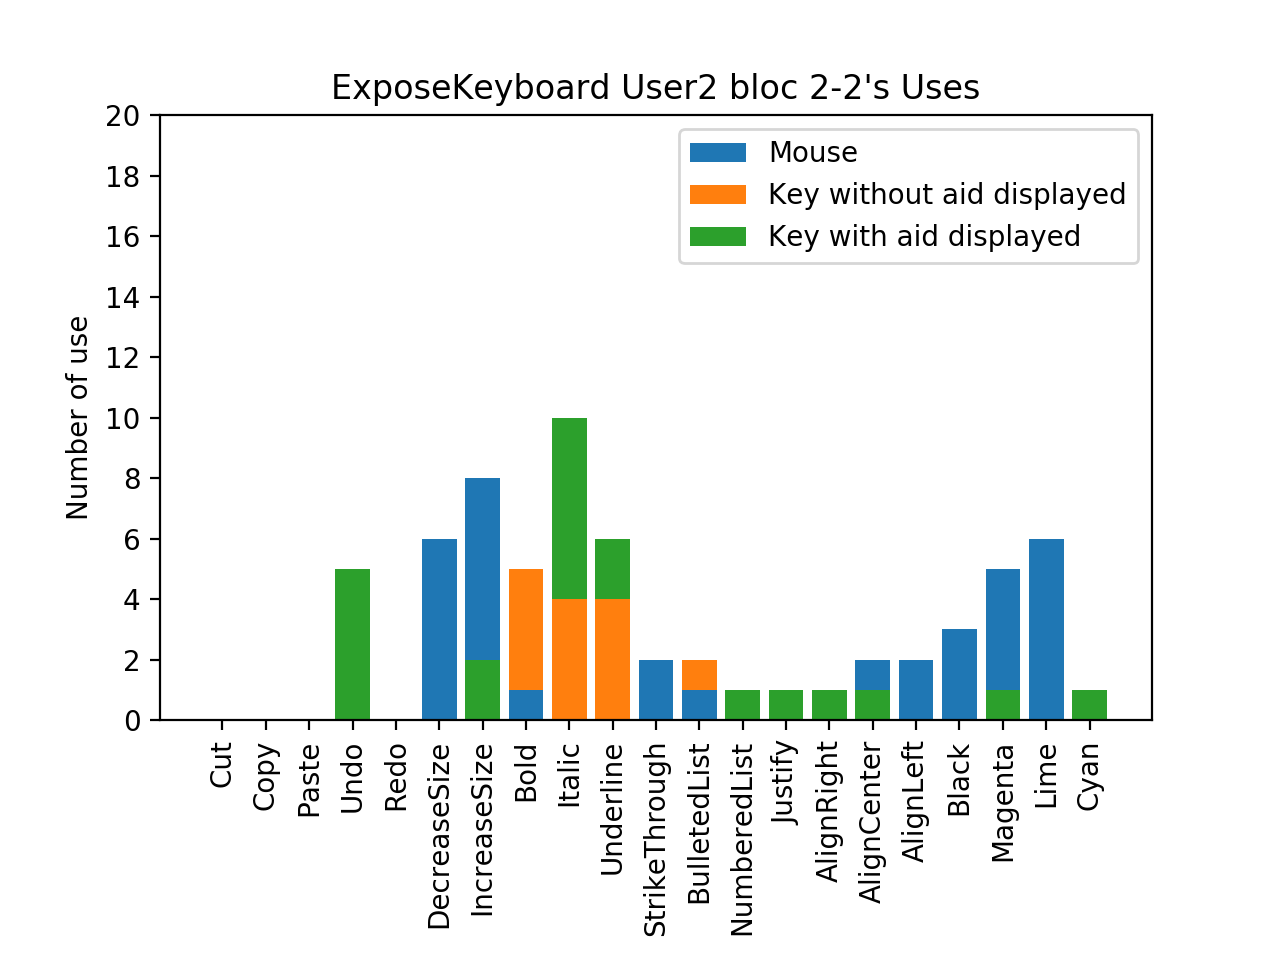 ExposeKeyboard User2 bloc 2-2's Uses
Mouse
Key without aid displayed
Key with aid displayed
Number of use
20
18
16
14
12
10
8
6
4
2
0
Cut
Copy
Paste
Undo
Redo
DecreaseSize
IncreaseSize
Bold
Italic
Underline
StrikeThrough
BulletedList
NumberedList
Justify
AlignRight
AlignCenter
AlignLeft
Black
Magenta
Lime
Cyan